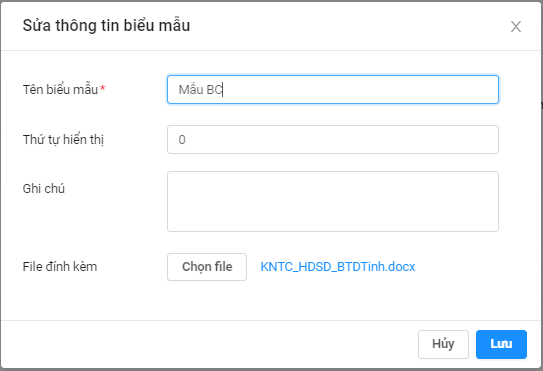 Sửa thông tin biểu mẫu
Tên biểu mẫu *
Mẫu BC
Thứ tự hiển thị
0
Ghi chú
File đính kèm
Chọn file
KNTC_HDSD_BTDTinh.docx
Hủy
Lưu